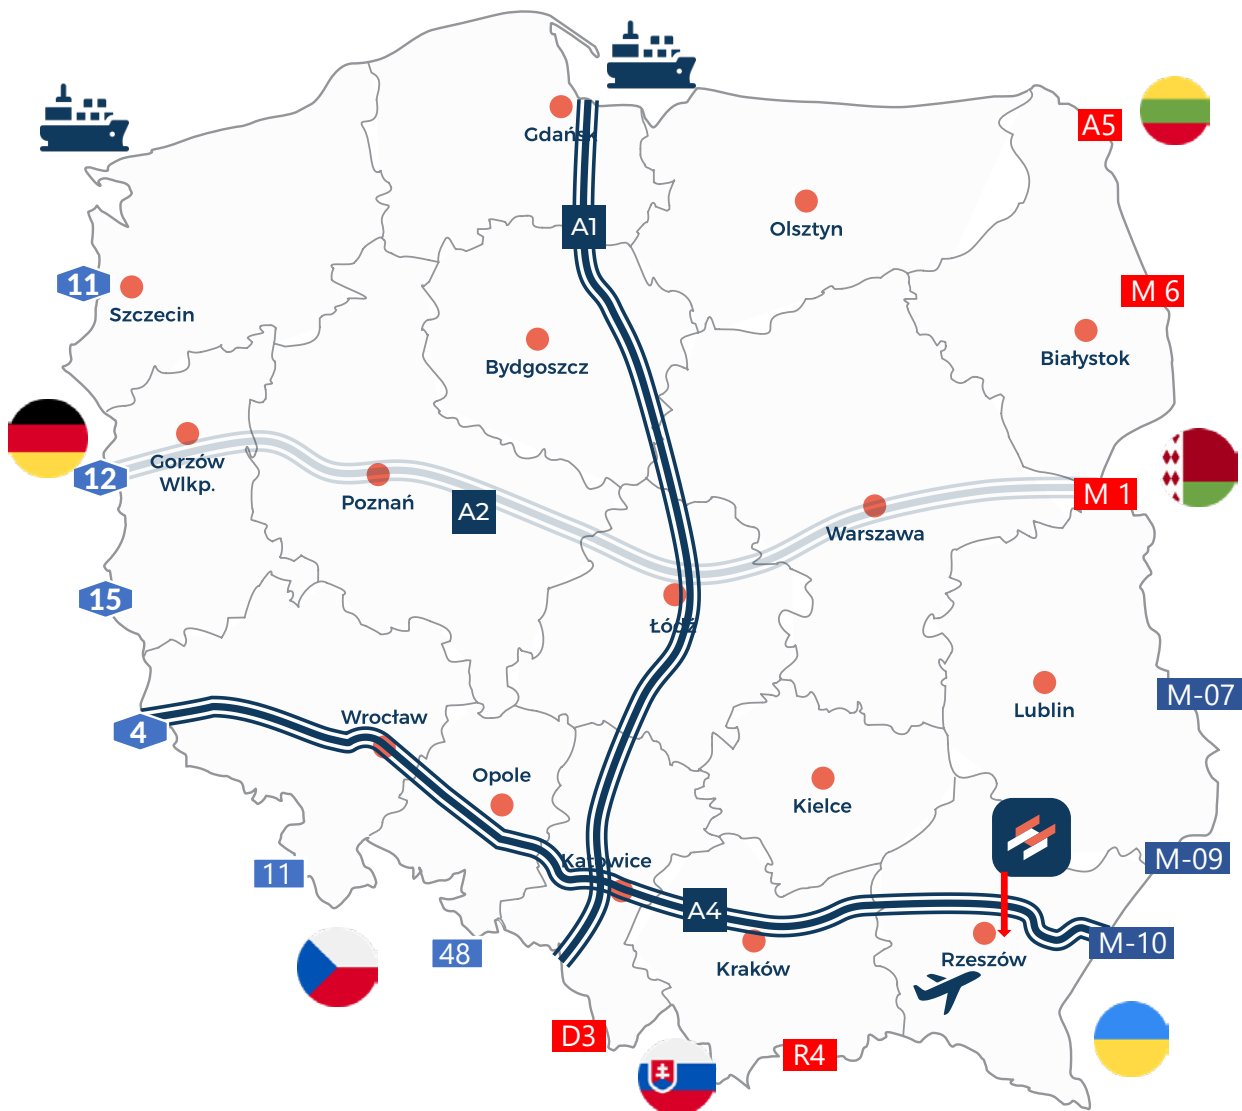 Gdańsk
A5
Olsztyn
A1
11
Szczecin
M 6
Bydgoszcz
Białystok
Gorzów
Wlkp.
12
Poznań
A2
M 1
Warszawa
15
Łódź
Lublin
M-07
4
Wrocław
Opole
Kielce
Katowice
M-09
11
A4
48
Kraków
Rzeszów
M-10
D3
R4